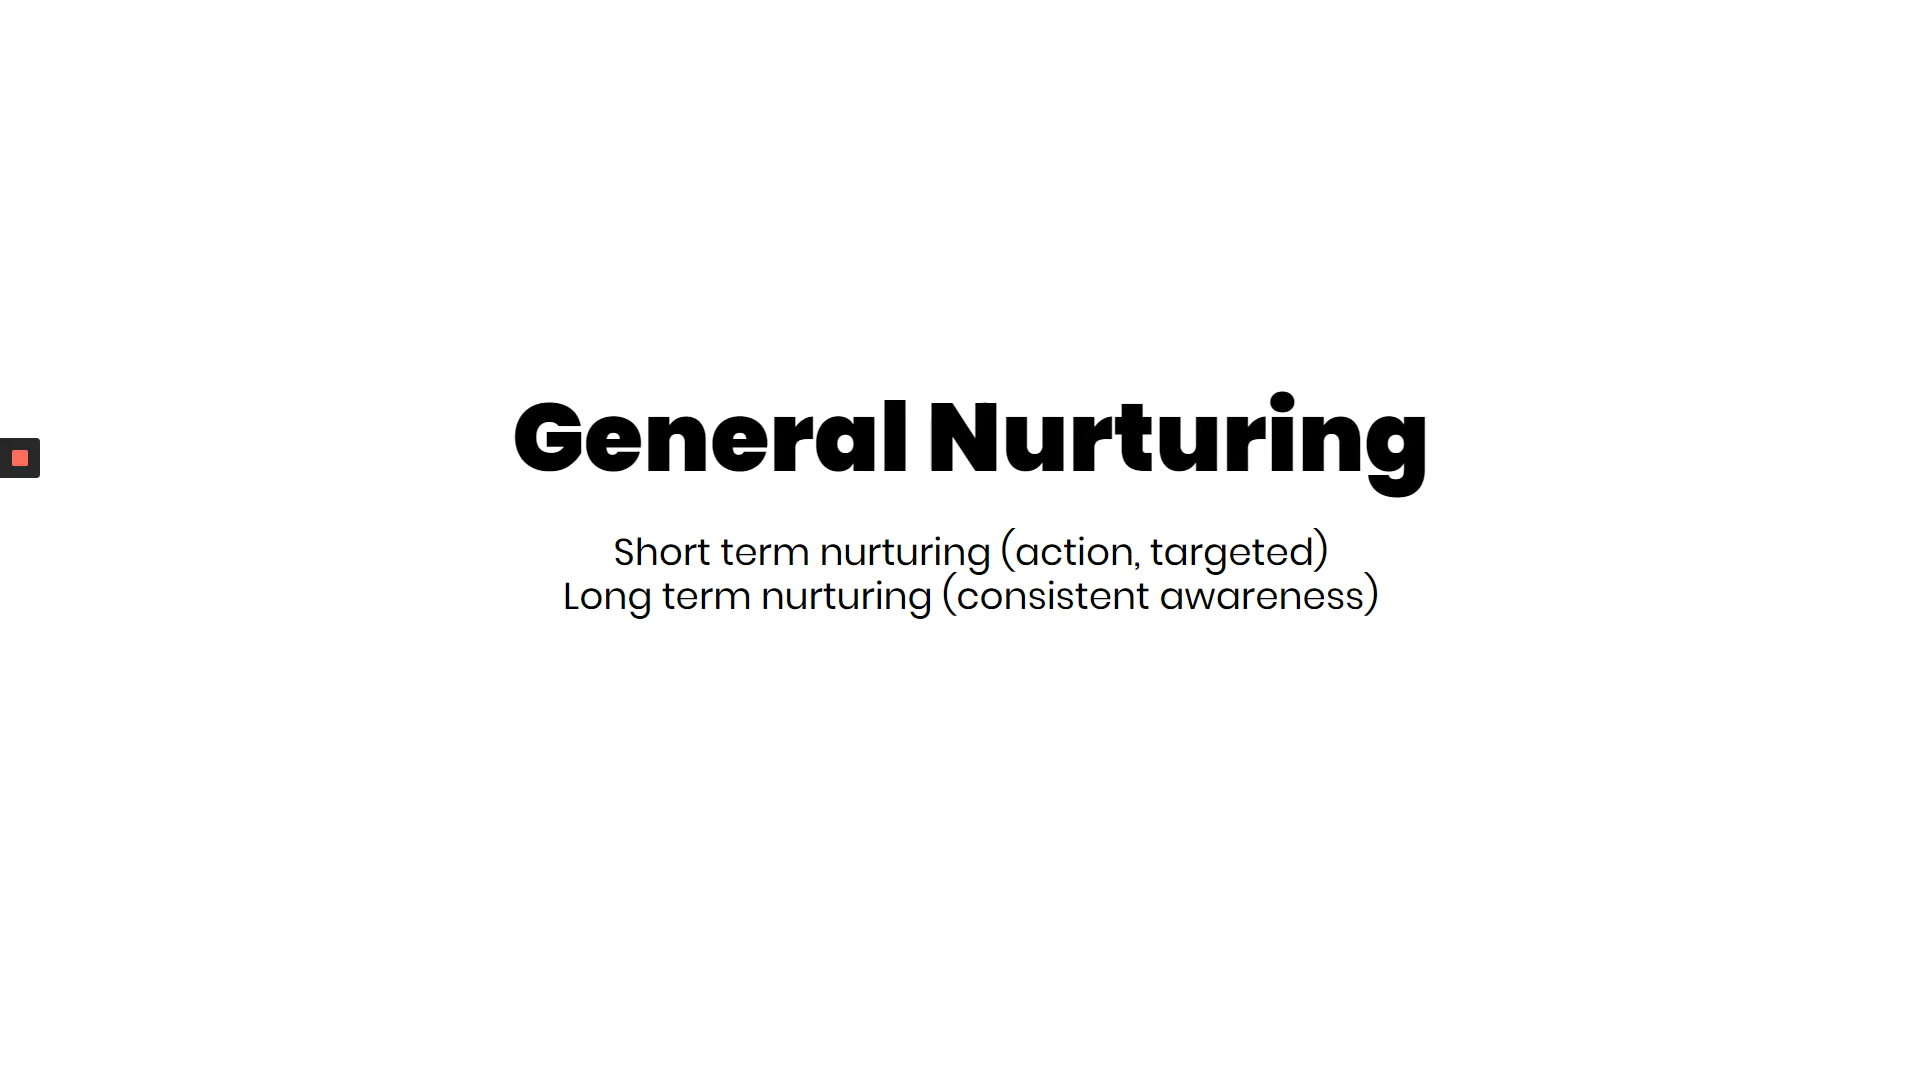 General Nurturing
Short term nurturing (action, targeted)
Long term nurturing (consistent awareness)